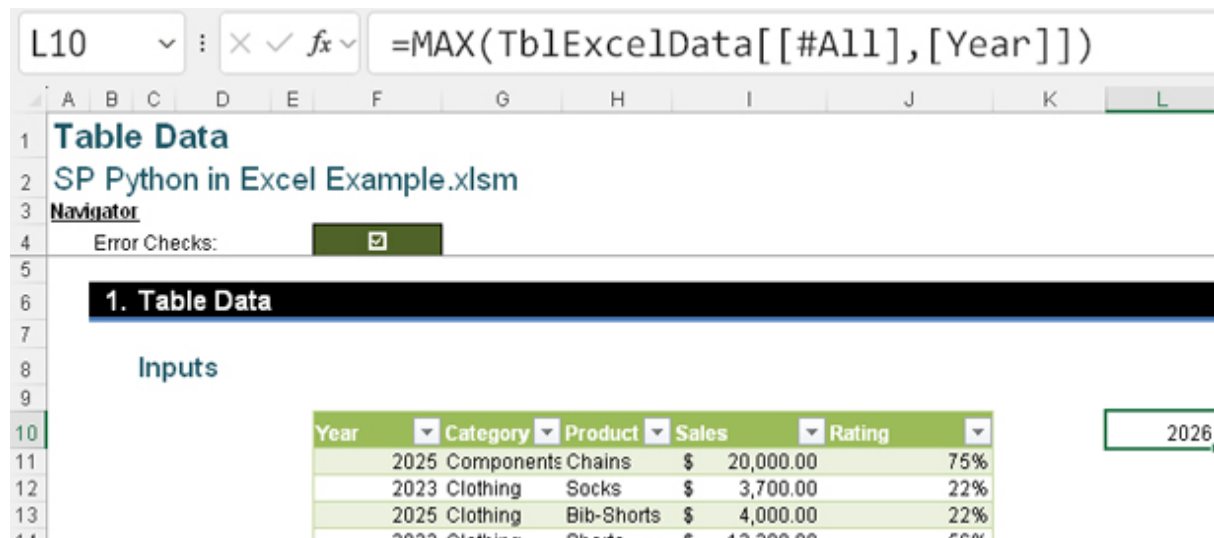 L10 fx =MAX(TblExcelData[[#All],[Year]])
A B C D E F G H I J K L
1 Table Data
2 SP Python in Excel Example.xlsm
3 Navigator
4 Error Checks:
5
6 1. Table Data
7
8 Inputs
9
10 Year Category Product Sales Rating 2026
11 2025 Components Chains $ 20,000.00 75%
12 2023 Clothing Socks $ 3,700.00 22%
13 2025 Clothing Bib-Shorts $ 4,000.00 22%